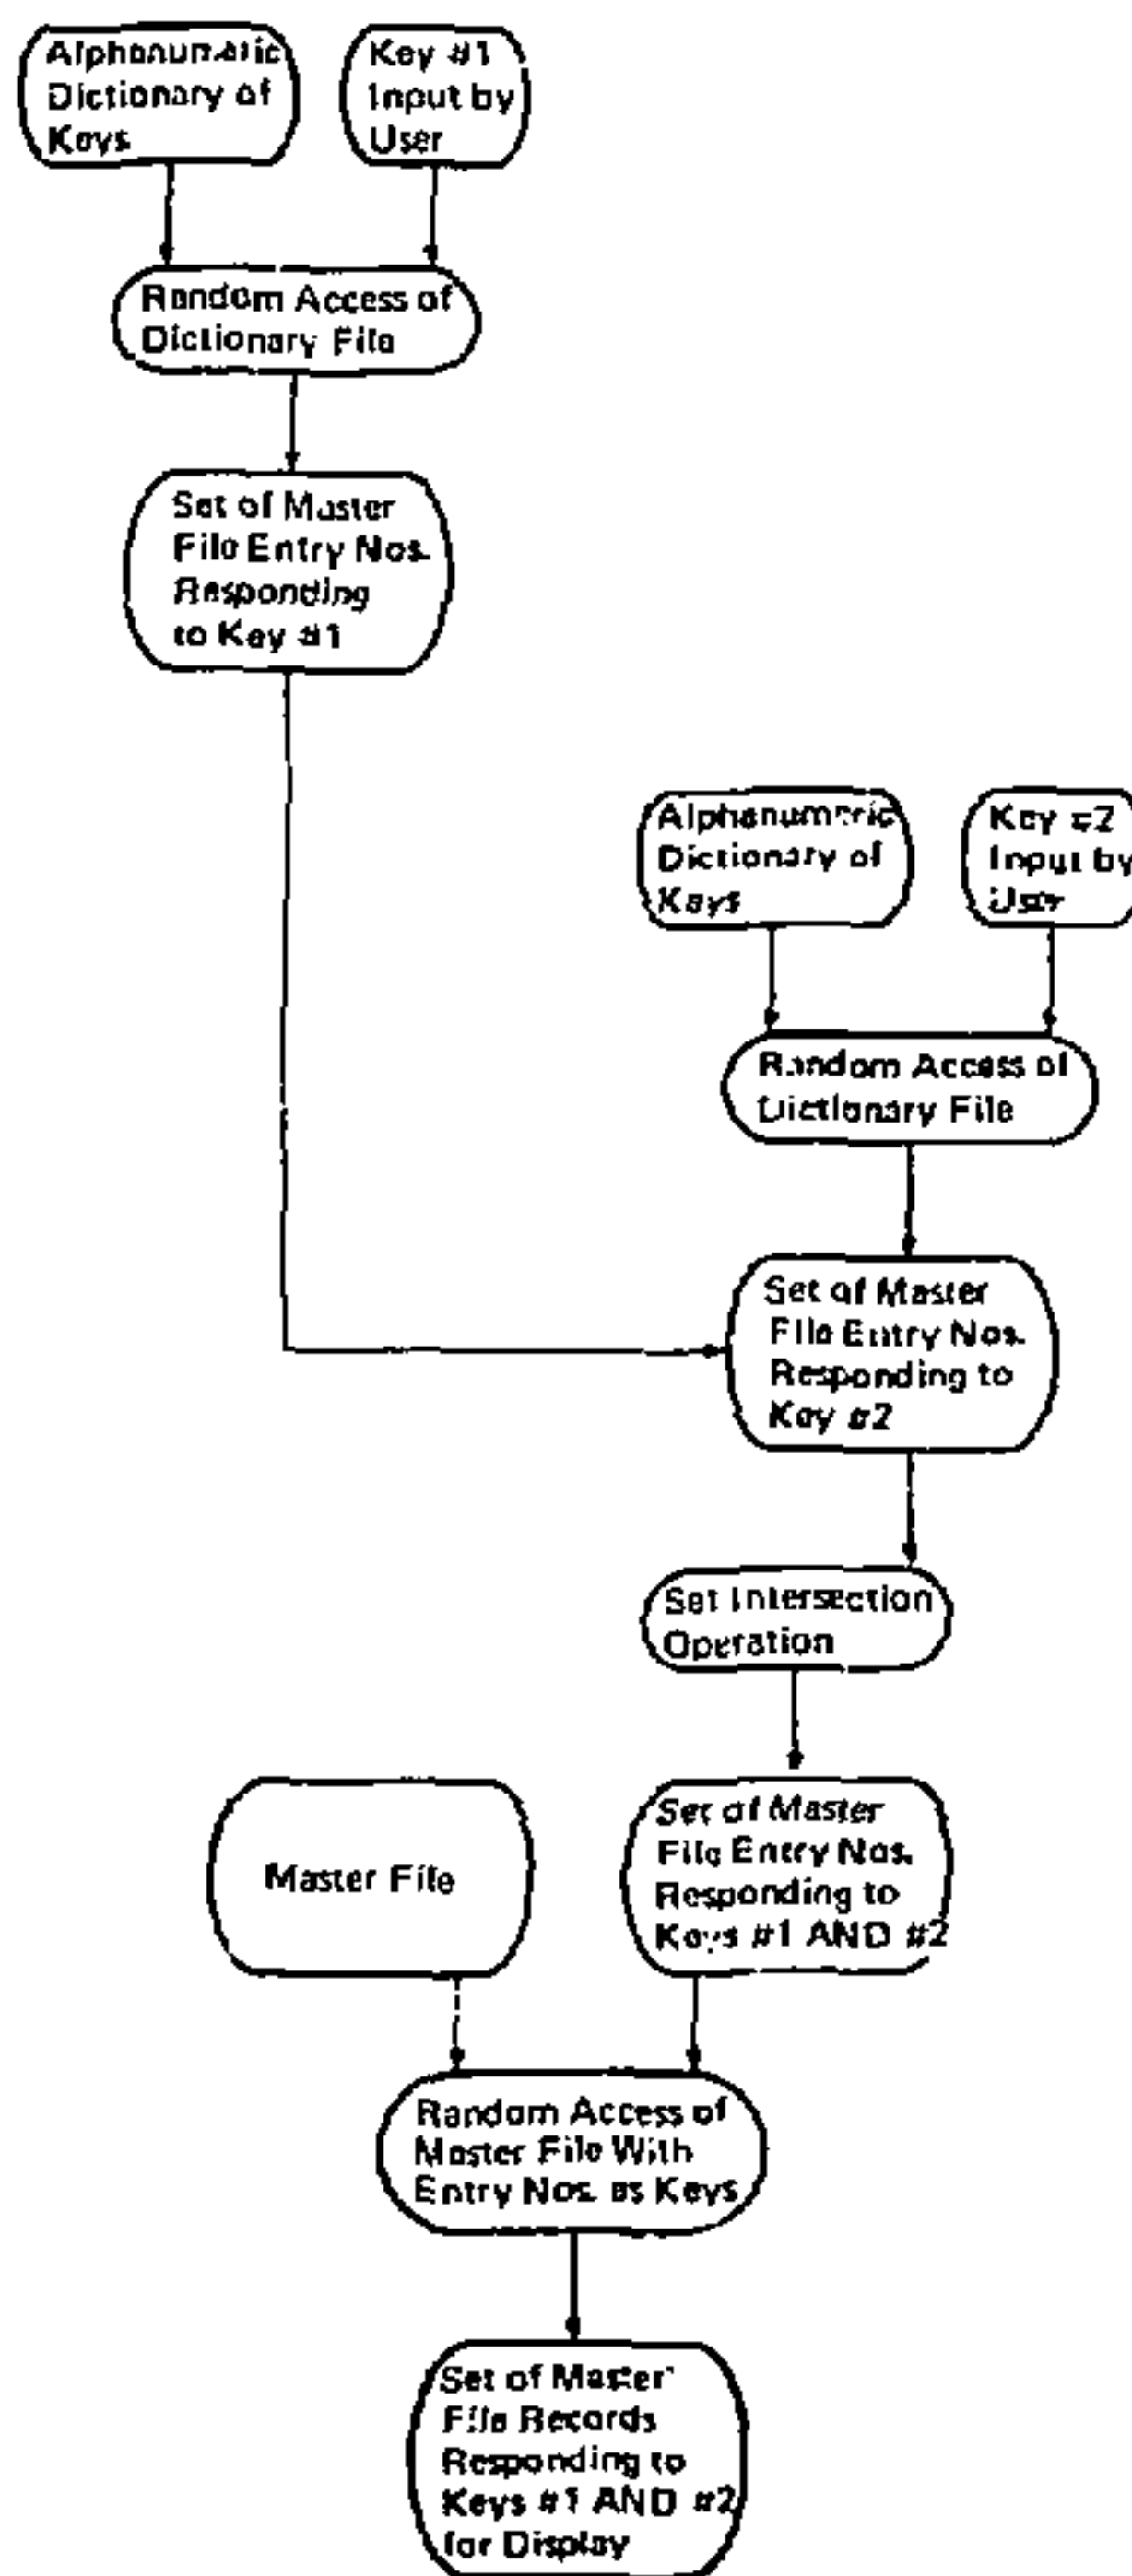 Alphanumatic
Dictionary of
Keys
Key #1
Input by
User
Random Access of
Dictionary File
Set of Master
File Entry Nos.
Responding
to Key #1
Alphanumeric
Dictionary of
Keys
Key #2
Input by
User
Random Access of
Dictionary File
Set of Master
File Entry Nos.
Responding to
Key #2
Set Intersection
Operation
Master File
Set of Master
File Entry Nos.
Responding to
Keys #1 AND #2
Random Access of
Master File With
Entry Nos. as Keys
Set of Master
File Records
Responding to
Keys #1 AND #2
for Display